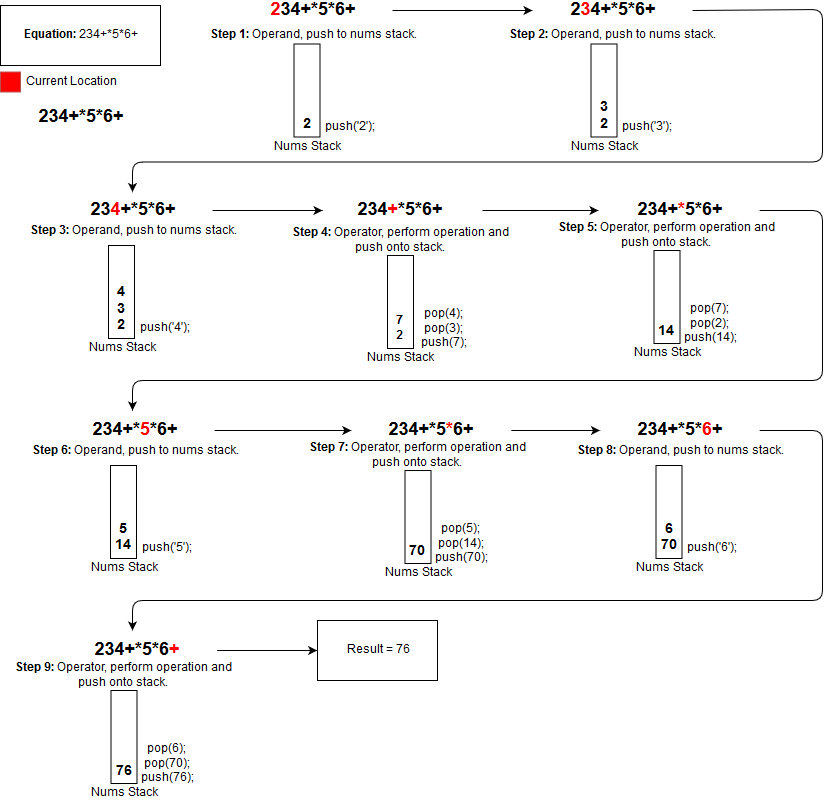 Equation: 234+*5*6+
Current Location
234+*5*6+
234+*5*6+
Step 1: Operand, push to nums stack.
2
push('2');
Nums Stack
234+*5*6+
Step 2: Operand, push to nums stack.
3
2
push('3');
Nums Stack
234+*5*6+
Step 3: Operand, push to nums stack.
4
3
2
push('4');
Nums Stack
234+*5*6+
Step 4: Operator, perform operation and
push onto stack.
7
2
pop(4);
pop(3);
push(7);
Nums Stack
234+*5*6+
Step 5: Operator, perform operation and
push onto stack.
14
pop(7);
pop(2);
push(14);
Nums Stack
234+*5*6+
Step 6: Operand, push to nums stack.
5
14
push('5');
Nums Stack
234+*5*6+
Step 7: Operator, perform operation and
push onto stack.
70
pop(5);
pop(14);
push(70);
Nums Stack
234+*5*6+
Step 8: Operand, push to nums stack.
6
70
push('6');
Nums Stack
234+*5*6+
Step 9: Operator, perform operation and
push onto stack.
76
pop(6);
pop(70);
push(76);
Nums Stack
Result = 76